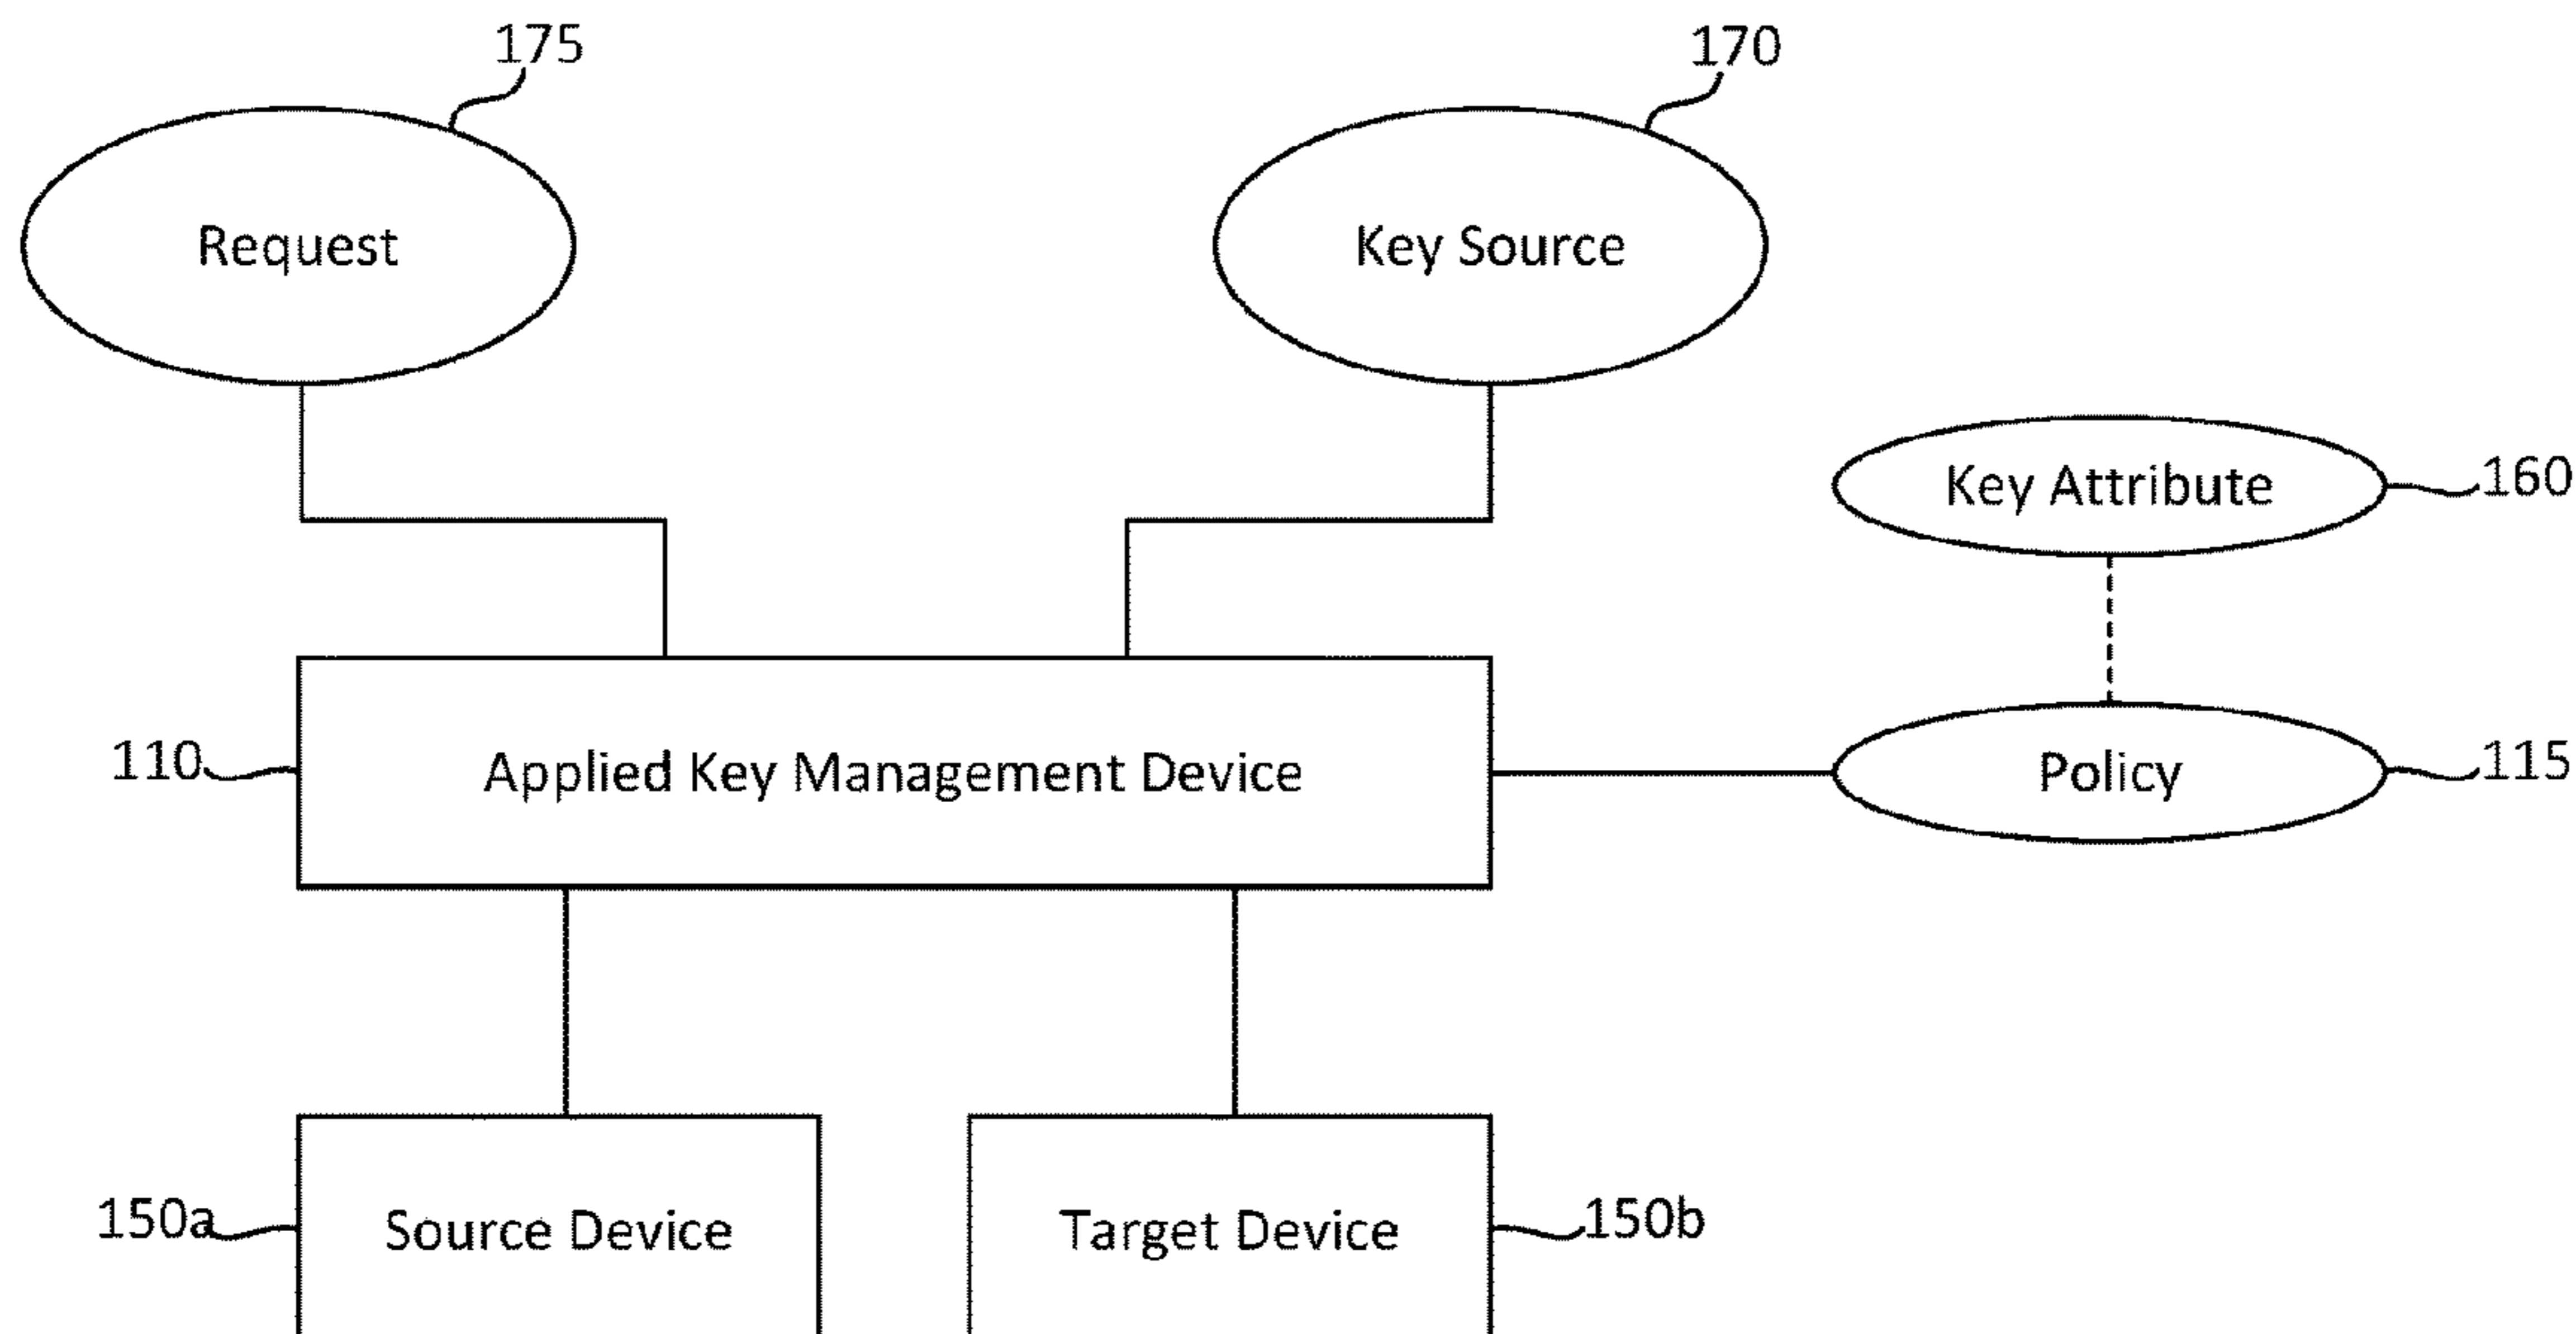 175
170
Request
Key Source
Key Attribute
160
110
Applied Key Management Device
Policy
115
150a
Source Device
Target Device
150b